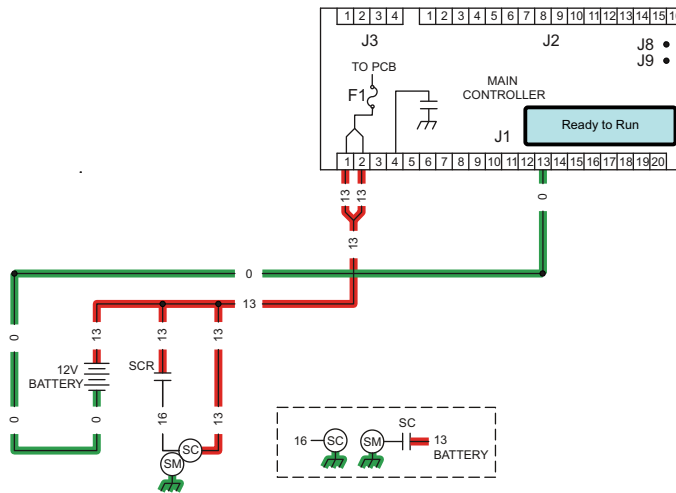 1 2 3 4
1 2 3 4 5 6 7 8 9 10 11 12 13 14 15 16
J3
J2
J8
J9
TO PCB
F1
MAIN
CONTROLLER
Ready to Run
J1
1 2 3 4 5 6 7 8 9 10 11 12 13 14 15 16 17 18 19 20
13
13
0
13
0
13
0
13
13
13
12V
BATTERY
SCR
0
0
16
13
SC
SM
16
SC
SM
SC
13
BATTERY